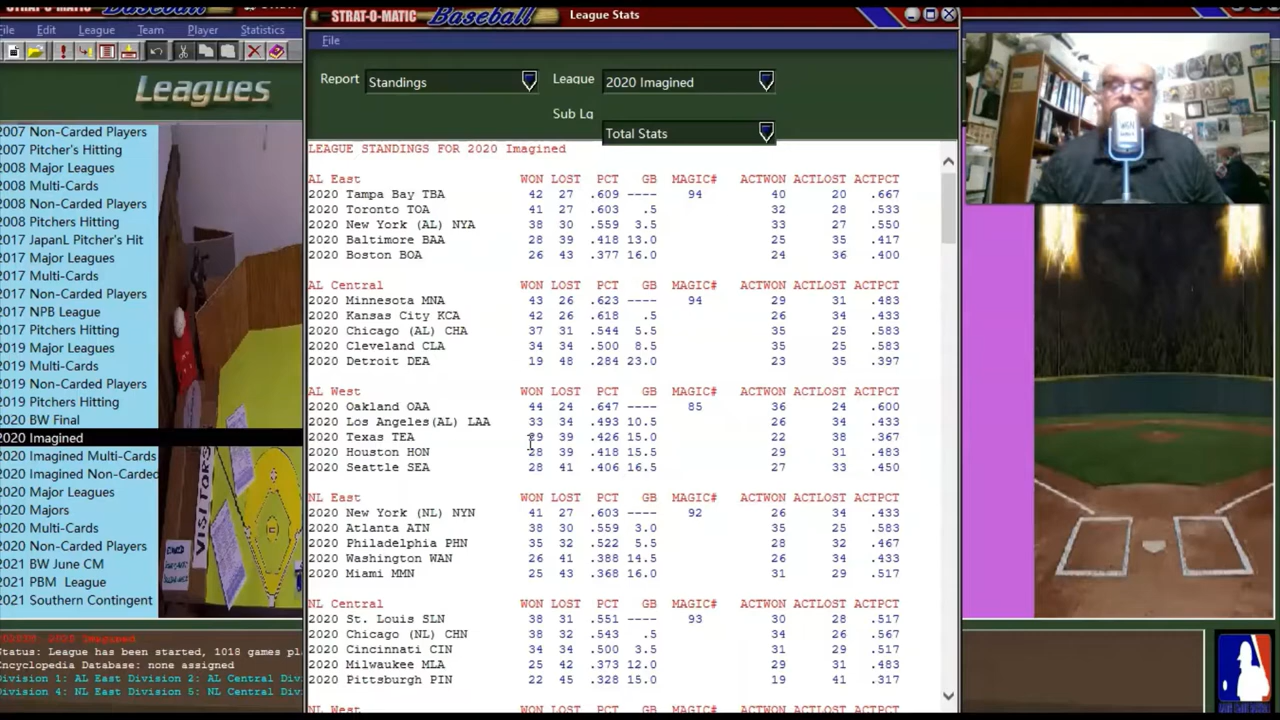 STRAT-O-MATIC Baseball
STRAT-O-MATIC Baseball League Stats
File Edit League Team Player Statistics
File
Report Standings League 2020 Imagined
Sub Lg
Total Stats
Leagues
2007 Non-Carded Players
2007 Pitcher's Hitting
2008 Major Leagues
2008 Multi-Cards
2008 Non-Carded Players
2008 Pitchers Hitting
2017 JapanL Pitcher's Hit
2017 Major Leagues
2017 Multi-Cards
2017 Non-Carded Players
2017 NPB League
2017 Pitchers Hitting
2019 Major Leagues
2019 Multi-Cards
2019 Non-Carded Players
2019 Pitchers Hitting
2020 BW Final
2020 Imagined
2020 Imagined Multi-Cards
2020 Imagined Non-Carded
2020 Major Leagues
2020 Majors
2020 Multi-Cards
2020 Non-Carded Players
2021 BW June CM
2021 PBM League
2021 Southern Contingent
LEAGUE STANDINGS FOR 2020 Imagined
AL East WON LOST PCT GB MAGIC# ACTWON ACTLOST ACTPCT
2020 Tampa Bay TBA 42 27 .609 ---- 94 40 20 .667
2020 Toronto TOA 41 27 .603 .5 32 28 .533
2020 New York (AL) NYA 38 30 .559 3.5 33 27 .550
2020 Baltimore BAA 28 39 .418 13.0 25 35 .417
2020 Boston BOA 26 43 .377 16.0 24 36 .400
AL Central WON LOST PCT GB MAGIC# ACTWON ACTLOST ACTPCT
2020 Minnesota MNA 43 26 .623 ---- 94 29 31 .483
2020 Kansas City KCA 42 26 .618 .5 26 34 .433
2020 Chicago (AL) CHA 37 31 .544 5.5 35 25 .583
2020 Cleveland CLA 34 34 .500 8.5 35 25 .583
2020 Detroit DEA 19 48 .284 23.0 23 35 .397
AL West WON LOST PCT GB MAGIC# ACTWON ACTLOST ACTPCT
2020 Oakland OAA 44 24 .647 ---- 85 36 24 .600
2020 Los Angeles(AL) LAA 33 34 .493 10.5 26 34 .433
2020 Texas TEA 29 39 .426 15.0 22 38 .367
2020 Houston HON 28 39 .418 15.5 29 31 .483
2020 Seattle SEA 28 41 .406 16.5 27 33 .450
NL East WON LOST PCT GB MAGIC# ACTWON ACTLOST ACTPCT
2020 New York (NL) NYN 41 27 .603 ---- 92 26 34 .433
2020 Atlanta ATN 38 30 .559 3.0 35 25 .583
2020 Philadelphia PHN 35 32 .522 5.5 28 32 .467
2020 Washington WAN 26 41 .388 14.5 26 34 .433
2020 Miami MMN 25 43 .368 16.0 31 29 .517
NL Central WON LOST PCT GB MAGIC# ACTWON ACTLOST ACTPCT
2020 St. Louis SLN 38 31 .551 ---- 93 30 28 .517
2020 Chicago (NL) CHN 38 32 .543 .5 34 26 .567
2020 Cincinnati CIN 34 34 .500 3.5 31 29 .517
2020 Milwaukee MLA 25 42 .373 12.0 29 31 .483
2020 Pittsburgh PIN 22 45 .328 15.0 19 41 .317
NL West WON LOST PCT GB MAGIC# ACTWON ACTLOST ACTPCT
VISITORS
WGN
2020 Imagined
Status: League has been started, 1018 games pl
Encyclopedia Database: none assigned
Division 1: AL East Division 2: AL Central Div
Division 4: NL East Division 5: NL Central Div